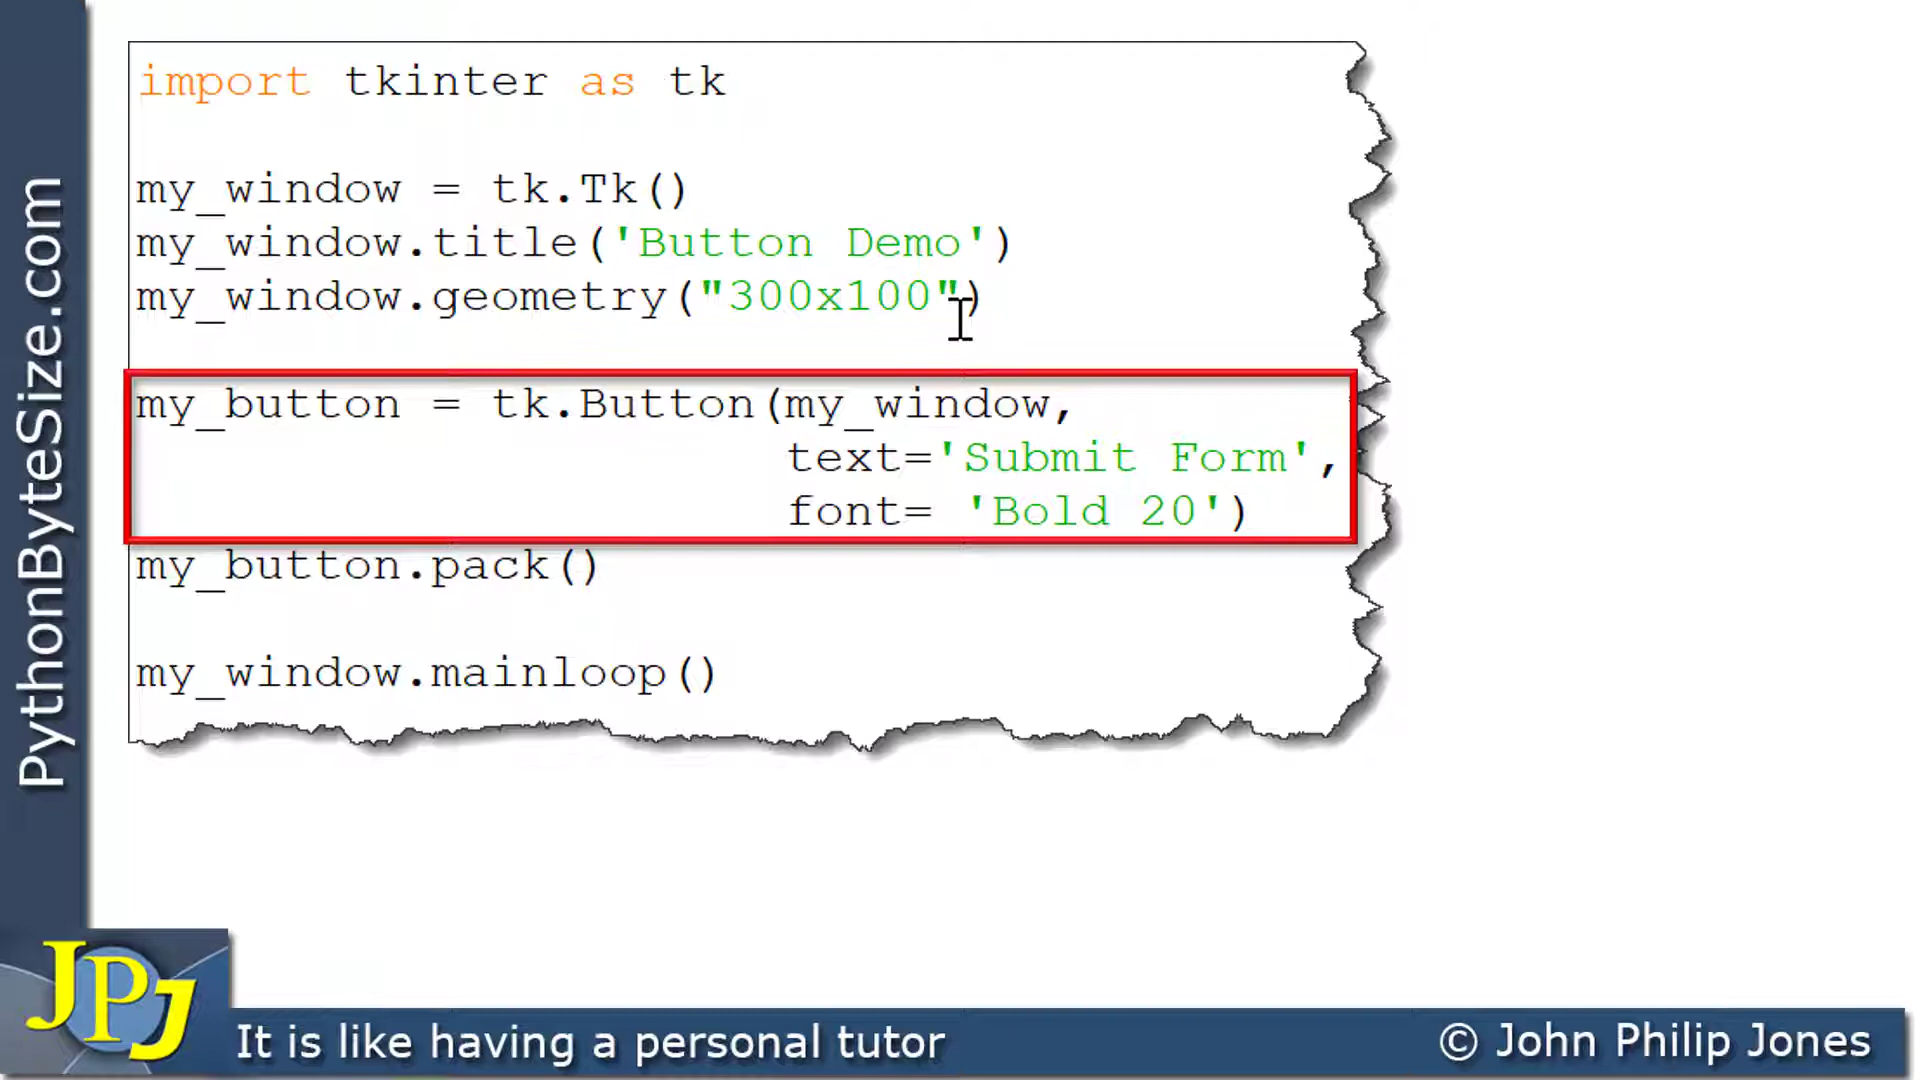 PythonByteSize.com
import tkinter as tk
my_window = tk.Tk()
my_window.title('Button Demo')
my_window.geometry("300x100")
my_button = tk.Button(my_window,
text='Submit Form',
font= 'Bold 20')
my_button.pack()
my_window.mainloop()
JPJ
It is like having a personal tutor
© John Philip Jones